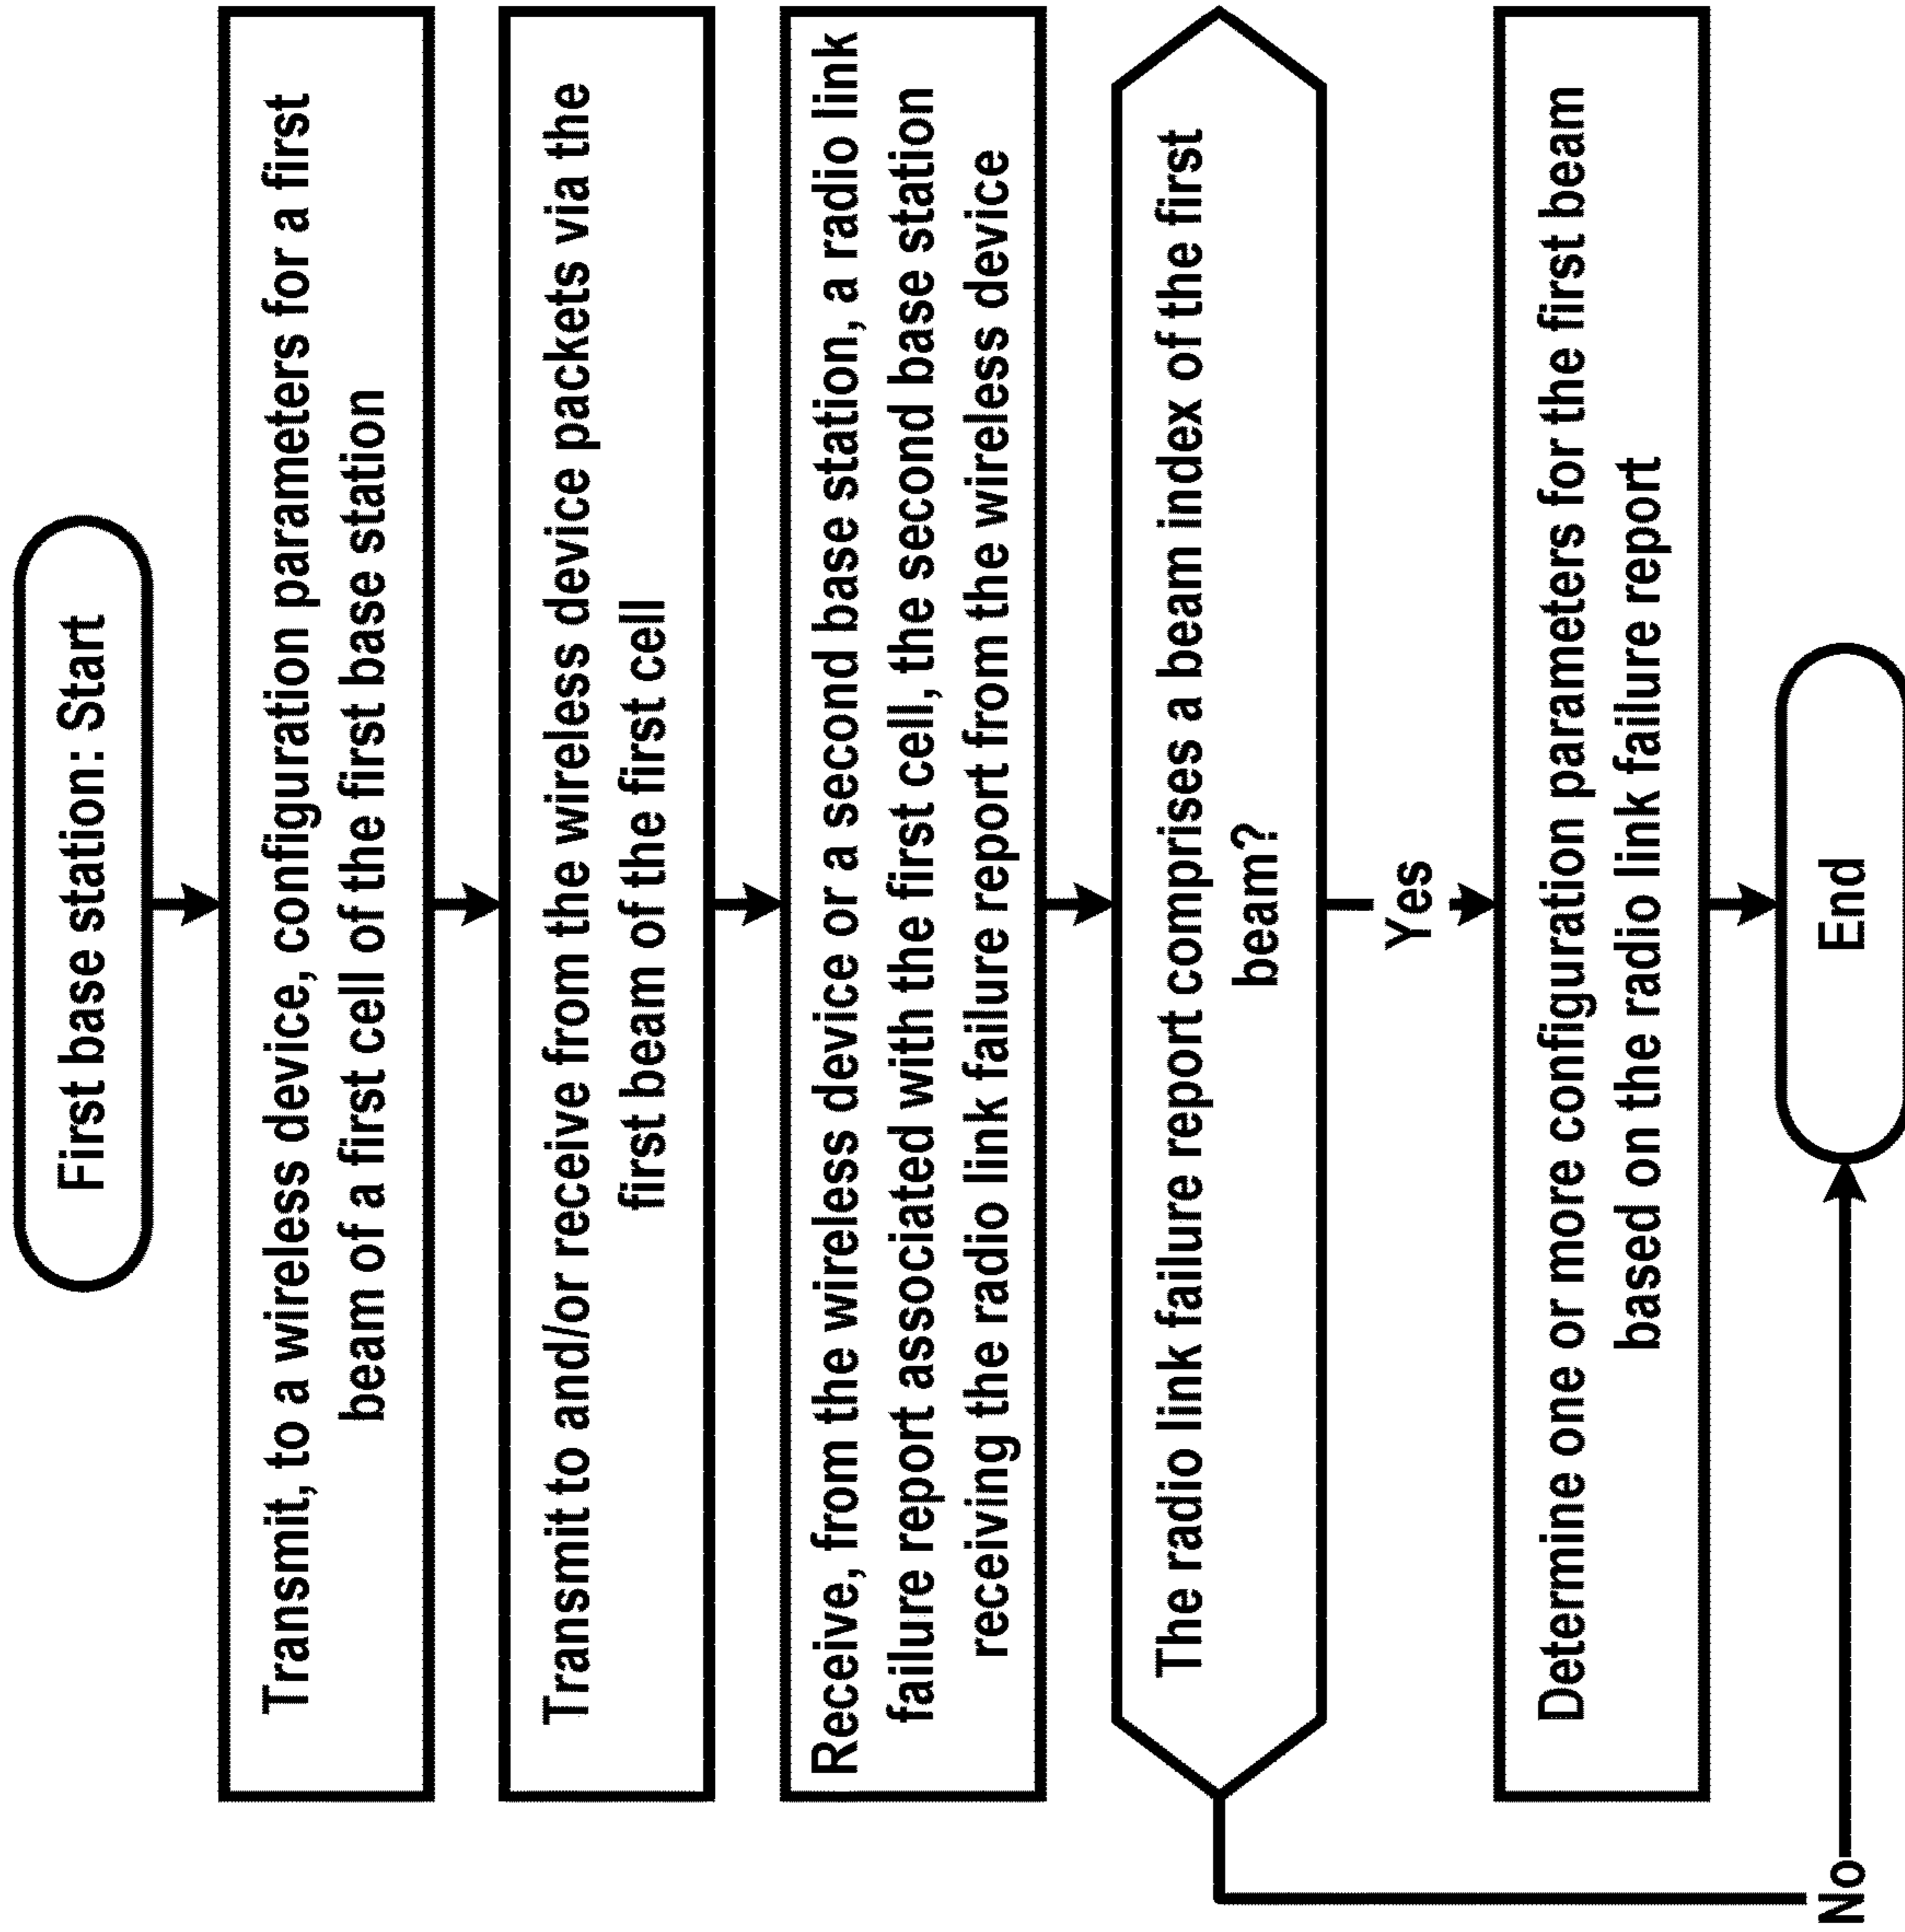 First base station: Start
Transmit, to a wireless device, configuration parameters for a first
beam of a first cell of the first base station
Transmit to and/or receive from the wireless device packets via the
first beam of the first cell
Receive, from the wireless device or a second base station, a radio link
failure report associated with the first cell, the second base station
receiving the radio link failure report from the wireless device
The radio link failure report comprises a beam index of the first
beam?
Yes
Determine one or more configuration parameters for the first beam
based on the radio link failure report
No
End